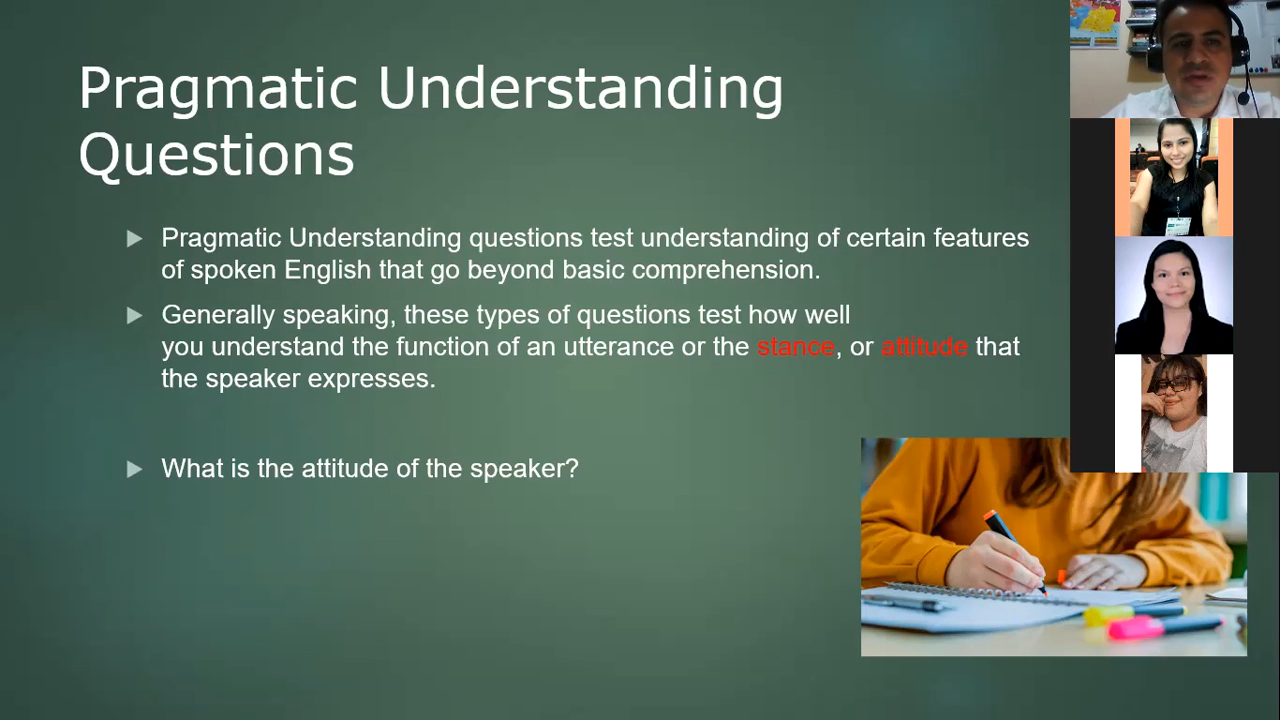 Pragmatic Understanding
Questions
Pragmatic Understanding questions test understanding of certain features
of spoken English that go beyond basic comprehension.
Generally speaking, these types of questions test how well
you understand the function of an utterance or the stance, or attitude that
the speaker expresses.
What is the attitude of the speaker?